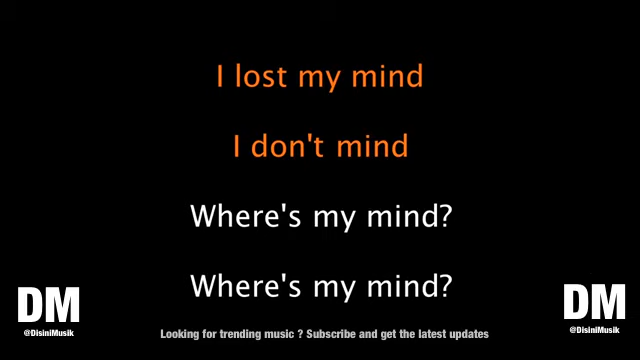 I lost my mind
I don't mind
Where's my mind?
Where's my mind?
DM
@DisiniMusik
DM
@DisiniMusik
Looking for trending music ? Subscribe and get the latest updates